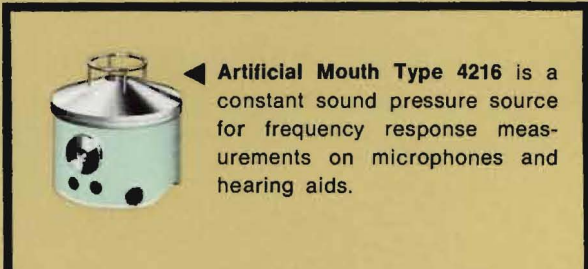 Artificial Mouth Type 4216 is a
constant sound pressure source
for frequency response meas-
urements on microphones and
hearing aids.